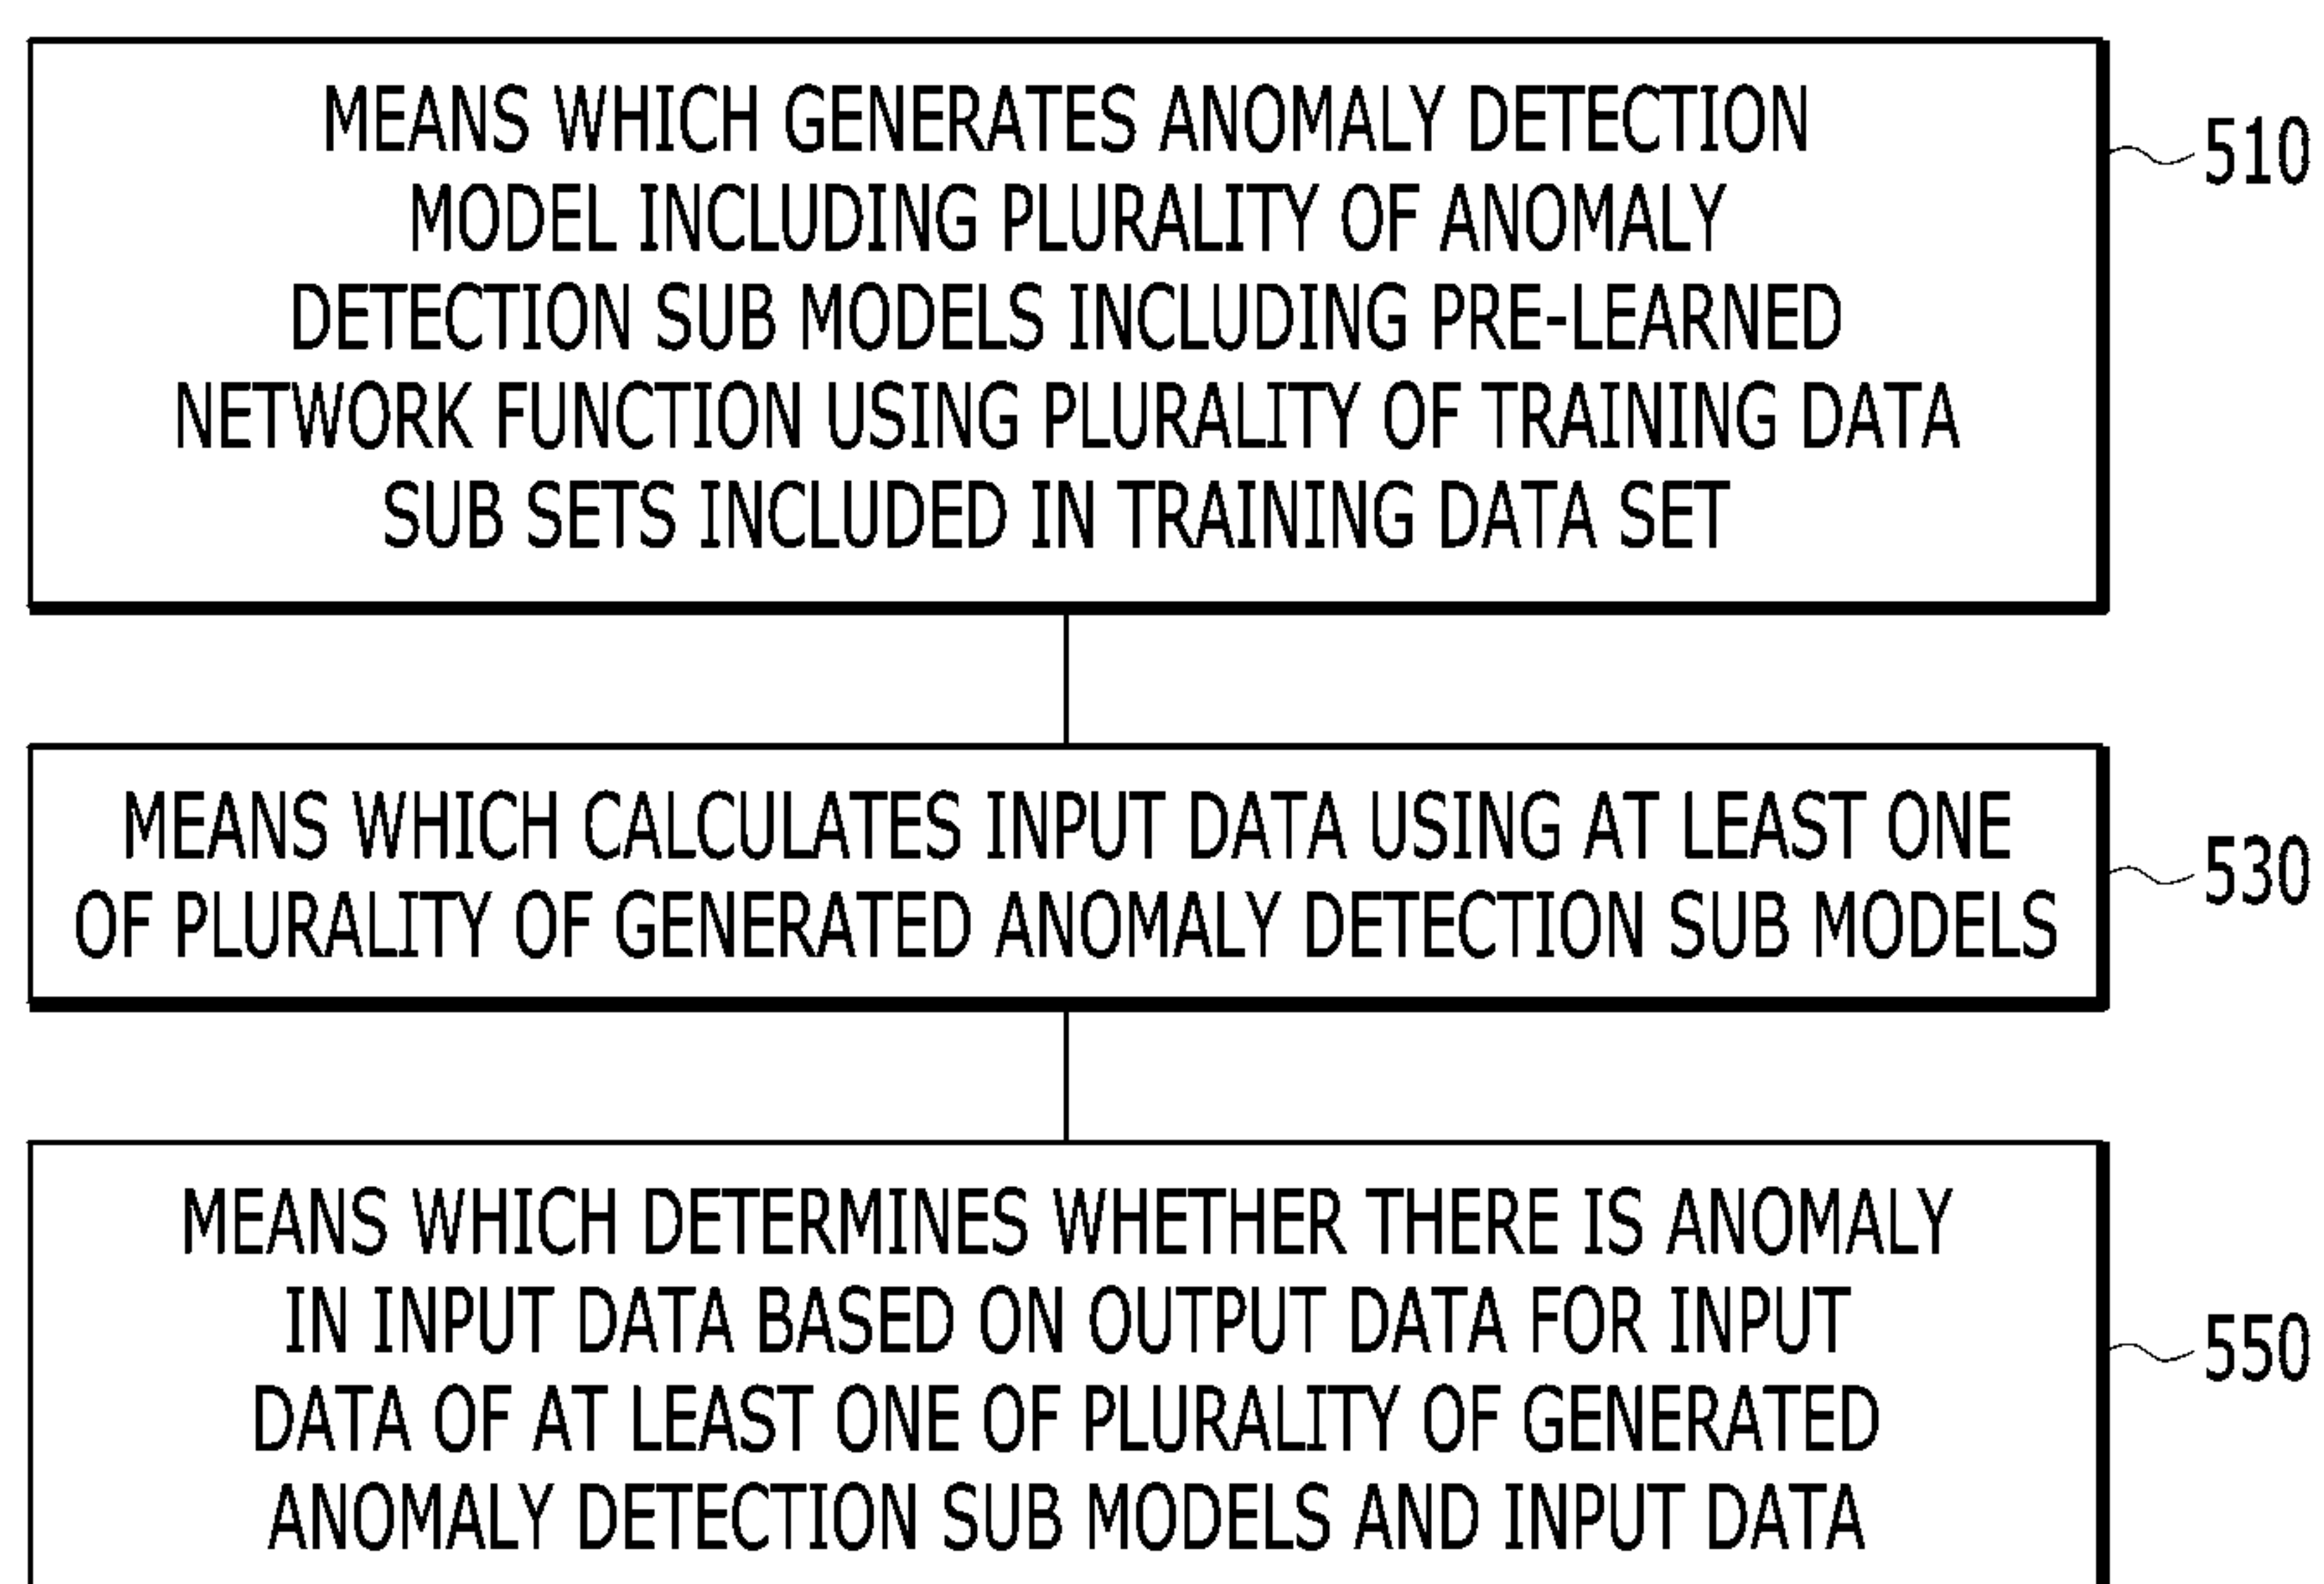 MEANS WHICH GENERATES ANOMALY DETECTION
MODEL INCLUDING PLURALITY OF ANOMALY
DETECTION SUB MODELS INCLUDING PRE-LEARNED
NETWORK FUNCTION USING PLURALITY OF TRAINING DATA
SUB SETS INCLUDED IN TRAINING DATA SET
510
MEANS WHICH CALCULATES INPUT DATA USING AT LEAST ONE
OF PLURALITY OF GENERATED ANOMALY DETECTION SUB MODELS
530
MEANS WHICH DETERMINES WHETHER THERE IS ANOMALY
IN INPUT DATA BASED ON OUTPUT DATA FOR INPUT
DATA OF AT LEAST ONE OF PLURALITY OF GENERATED
ANOMALY DETECTION SUB MODELS AND INPUT DATA
550